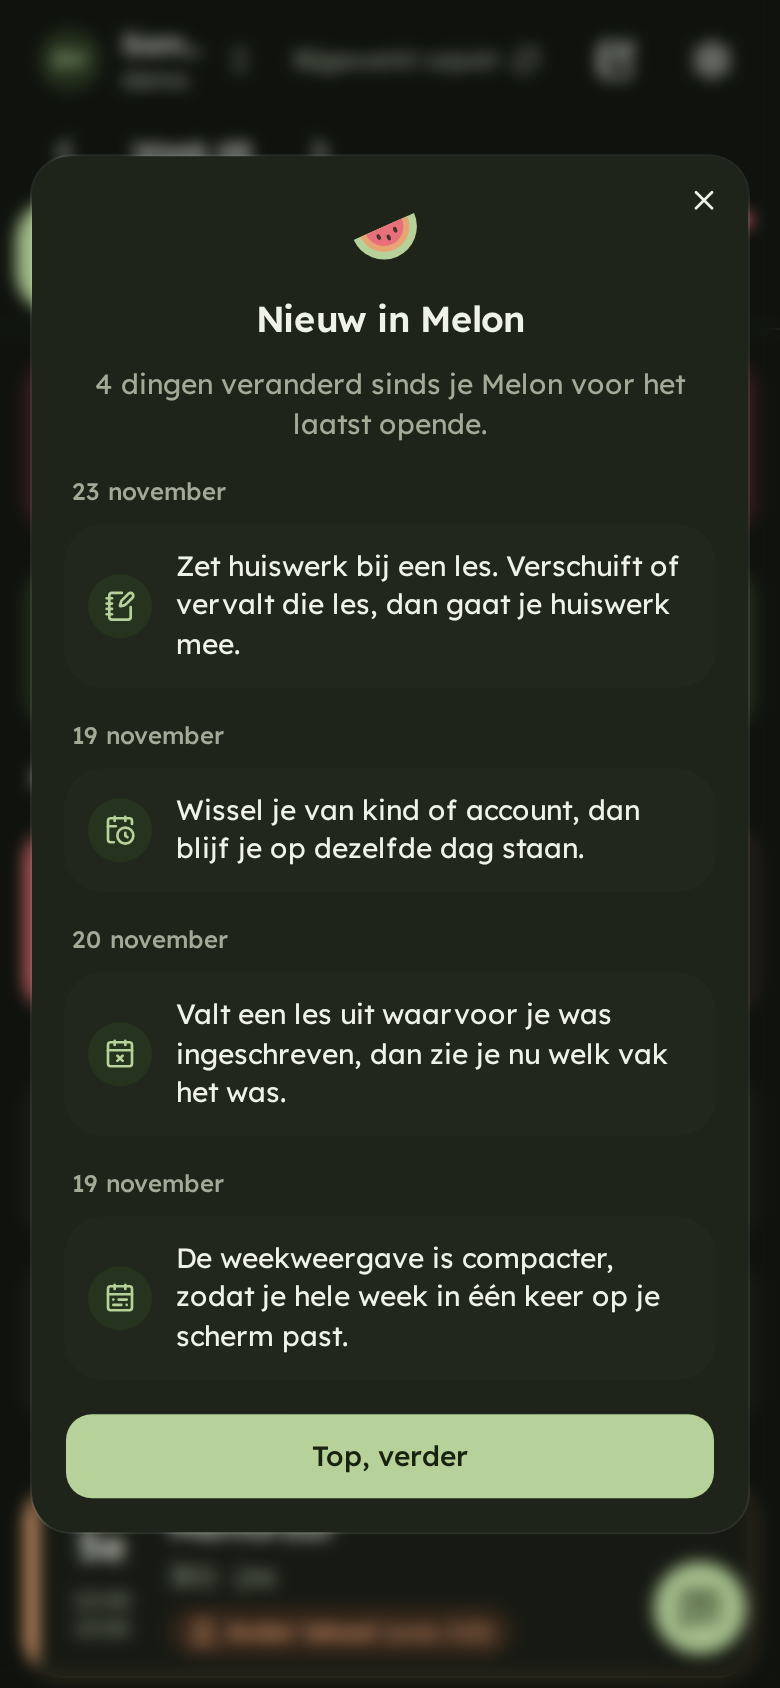 Nieuw in Melon
4 dingen veranderd sinds je Melon voor het
laatst opende.
23 november
Zet huiswerk bij een les. Verschuift of
vervalt die les, dan gaat je huiswerk
mee.
19 november
Wissel je van kind of account, dan
blijf je op dezelfde dag staan.
20 november
Valt een les uit waarvoor je was
ingeschreven, dan zie je nu welk vak
het was.
19 november
De weekweergave is compacter,
zodat je hele week in één keer op je
scherm past.
Top, verder